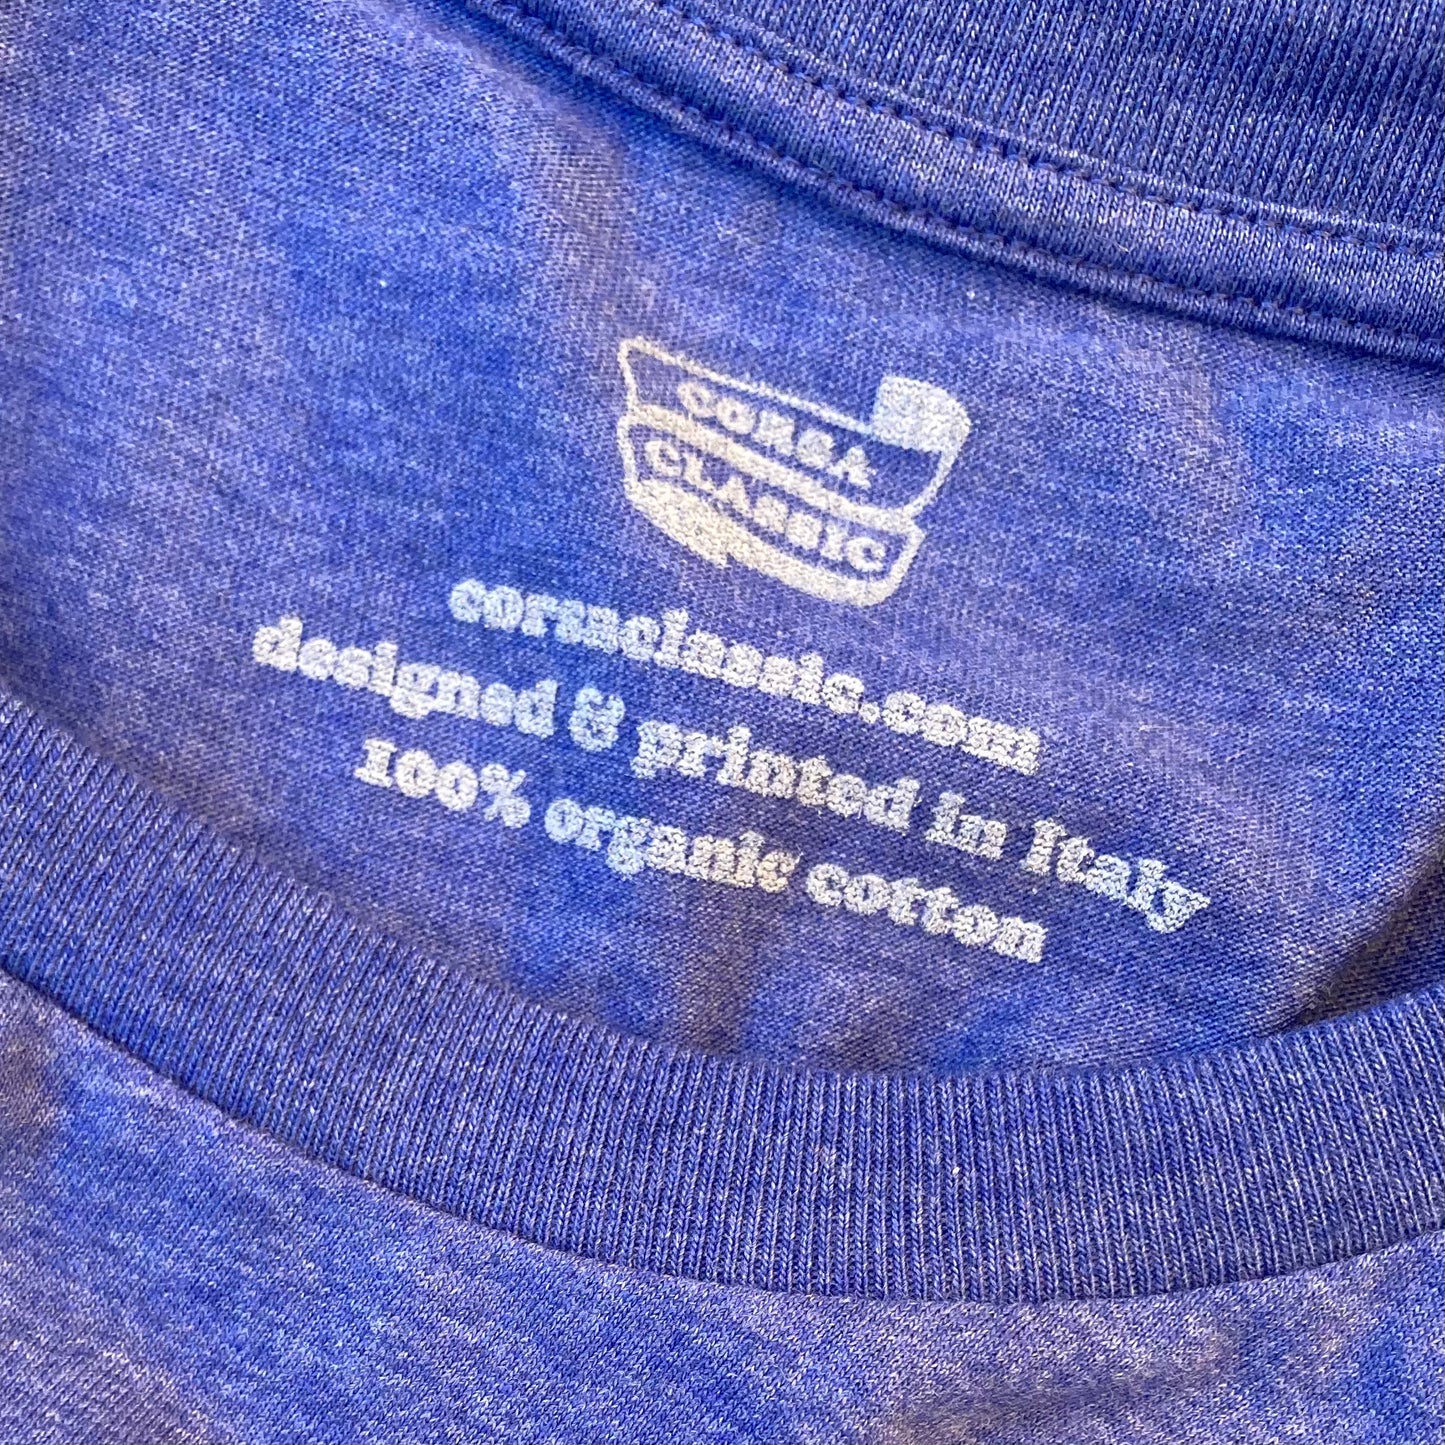 CORSA
CLASSIC
corsaclassic.com
designed & printed in Italy
100% organic cotton